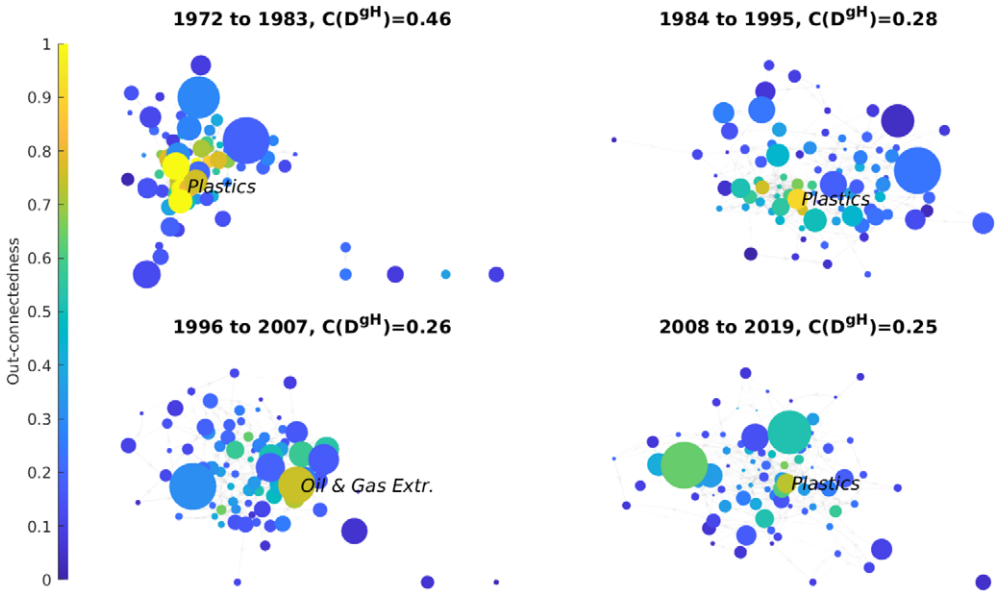 1972 to 1983, C(D^gH)=0.46
1984 to 1995, C(D^gH)=0.28
1
0.9
0.8
0.7
0.6
0.5
0.4
0.3
0.2
0.1
0
Out-connectedness
Plastics
Plastics
1996 to 2007, C(D^gH)=0.26
2008 to 2019, C(D^gH)=0.25
Oil & Gas Extr.
Plastics